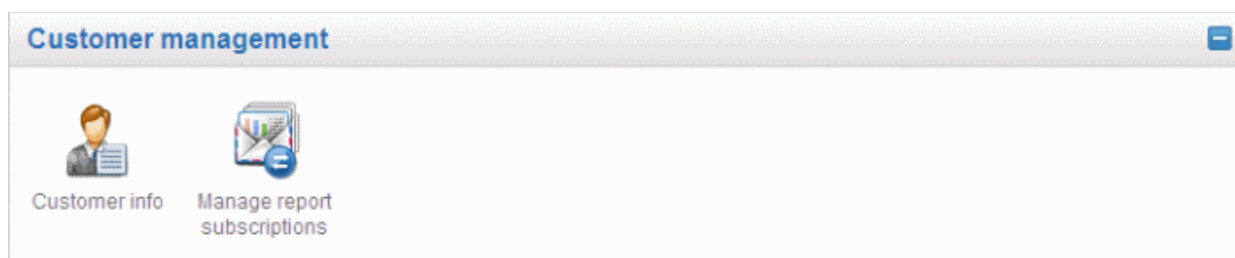 Customer management
Customer info
Manage report
subscriptions